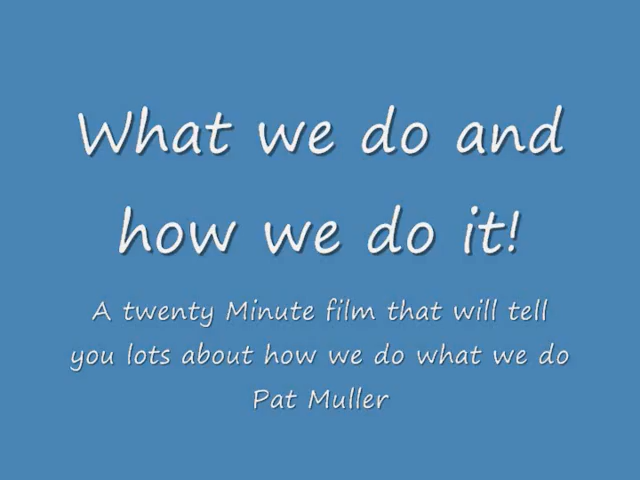 What we do and
how we do it!
A twenty Minute film that will tell
you lots about how we do what we do
Pat Muller